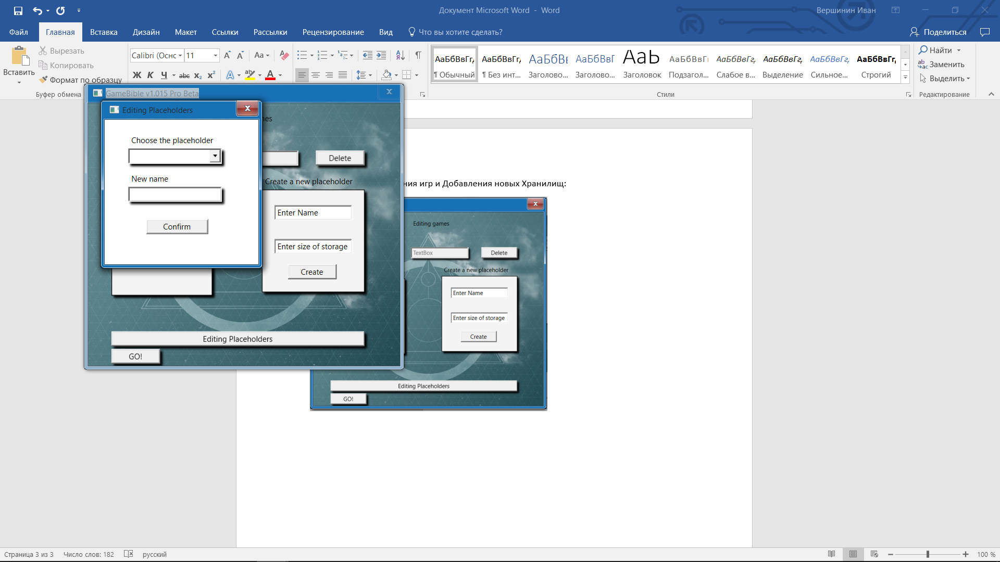 Документ Microsoft Word - Word
Вершинин Иван
Файл
Главная
Вставка
Дизайн
Макет
Ссылки
Рассылки
Рецензирование
Вид
Что вы хотите сделать?
Поделиться
Вставить
Вырезать
Копировать
Формат по образцу
Буфер обмена
Calibri (Оснс
11
Aa
Ж К Ч abc x₂ x²
АаБбВвГг,
¶ Обычный
АаБбВвГг,
¶ Без инт...
АаБбВı
Заголово...
АаБбВвГ
Заголово...
АаЬ
Заголовок
АаБбВвГ
Подзагол...
АаБбВвГг,
Слабое в...
АаБбВвГг,
Выделение
АаБбВвГг,
Сильное...
АаБбВвГг,
Строгий
Стили
Найти
Заменить
Выделить
Редактирование
GameBible v1.015 Pro Beta
Editing Placeholders
Choose the placeholder
New name
Confirm
Delete
Create a new placeholder
Enter Name
Enter size of storage
Create
Editing Placeholders
GO!
игр и Добавления новых Хранилищ:
Editing games
TextBox
Delete
Create a new placeholder
Enter Name
Enter size of storage
Create
Editing Placeholders
GO!
Страница 3 из 3
Число слов: 182
русский
100 %